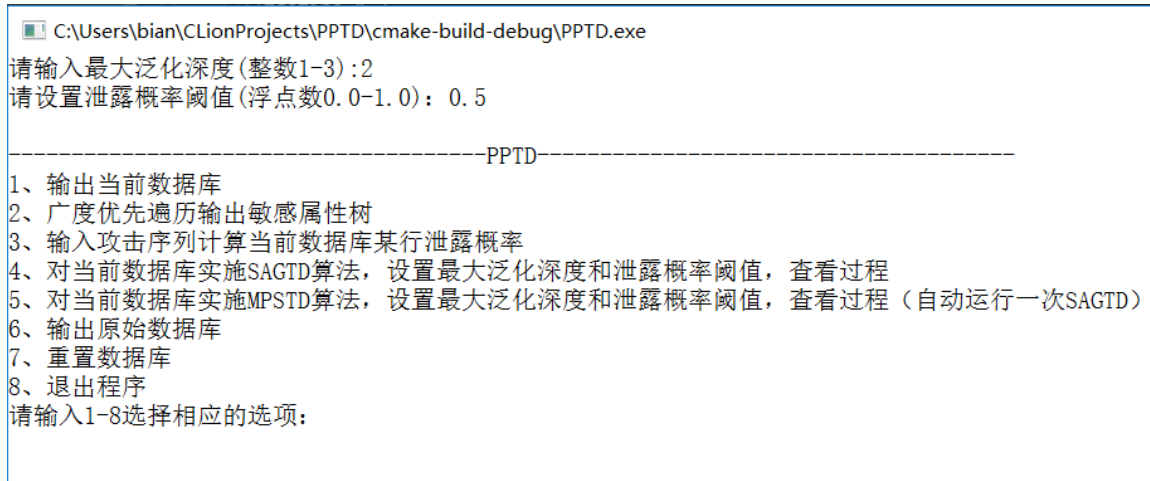 C:\Users\bian\CLionProjects\PPTD\cmake-build-debug\PPTD.exe
请输入最大泛化深度(整数1-3):2
请设置泄露概率阈值(浮点数0.0-1.0)：0.5
--------------------------------------PPTD--------------------------------------
1、输出当前数据库
2、广度优先遍历输出敏感属性树
3、输入攻击序列计算当前数据库某行泄露概率
4、对当前数据库实施SAGTD算法，设置最大泛化深度和泄露概率阈值，查看过程
5、对当前数据库实施MPSTD算法，设置最大泛化深度和泄露概率阈值，查看过程（自动运行一次SAGTD）
6、输出原始数据库
7、重置数据库
8、退出程序
请输入1-8选择相应的选项：